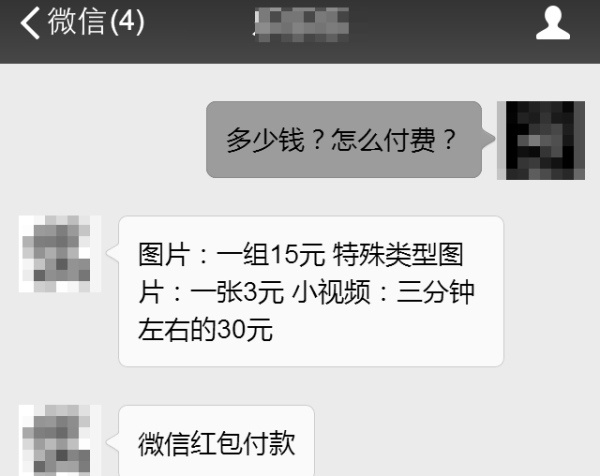 微信(4)
多少钱？怎么付费？
图片：一组15元 特殊类型图
片：一张3元 小视频：三分钟
左右的30元
微信红包付款